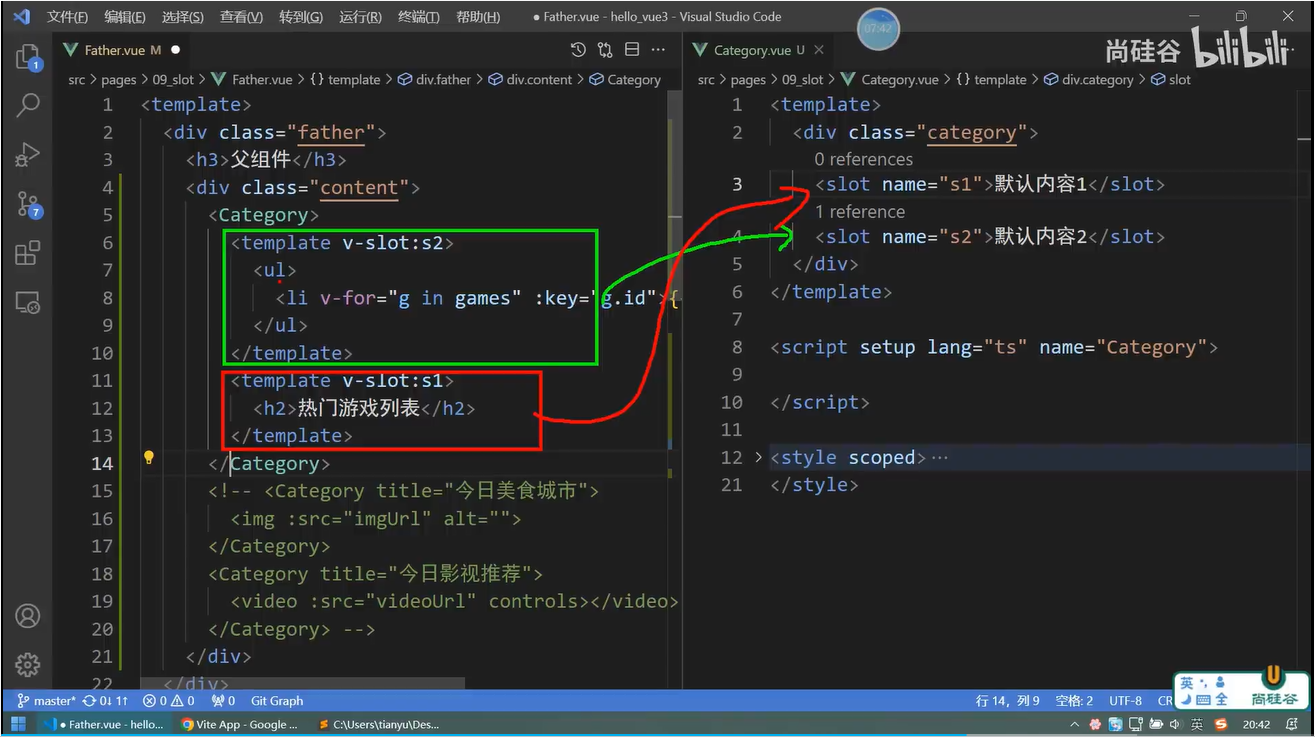 文件(F) 编辑(E) 选择(S) 查看(V) 转到(G) 运行(R) 终端(T) 帮助(H) ● Father.vue - hello_vue3 - Visual Studio Code
07:42
尚硅谷 bilibili
Father.vue M ●
src > pages > 09_slot > Father.vue > {} template > div.father > div.content > Category
1 <template>
2 <div class="father">
3 <h3>父组件</h3>
4 <div class="content">
5 <Category>
6 <template v-slot:s2>
7 <ul>
8 <li v-for="g in games" :key="g.id">{
9 </ul>
10 </template>
11 <template v-slot:s1>
12 <h2>热门游戏列表</h2>
13 </template>
14 </Category>
15 <!-- <Category title="今日美食城市">
16 <img :src="imgUrl" alt="">
17 </Category>
18 <Category title="今日影视推荐">
19 <video :src="videoUrl" controls></video>
20 </Category> -->
21 </div>
22 </div>
Category.vue U ×
src > pages > 09_slot > Category.vue > {} template > div.category > slot
1 <template>
2 <div class="category">
0 references
3 <slot name="s1">默认内容1</slot>
1 reference
4 <slot name="s2">默认内容2</slot>
5 </div>
6 </template>
7
8 <script setup lang="ts" name="Category">
9
10 </script>
11
12 <style scoped>···
21 </style>
1
7
master* 0↓ 1↑ 0 0 0 Git Graph 行 14，列 9 空格: 2 UTF-8 CR
英 全 尚硅谷
● Father.vue - hello... Vite App - Google ... C:\Users\tianyu\Des... 英 20:42